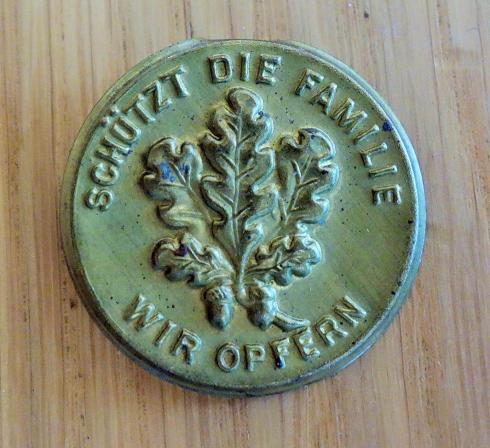 SCHÜTZT DIE FAMILIE
WIR OPFERN